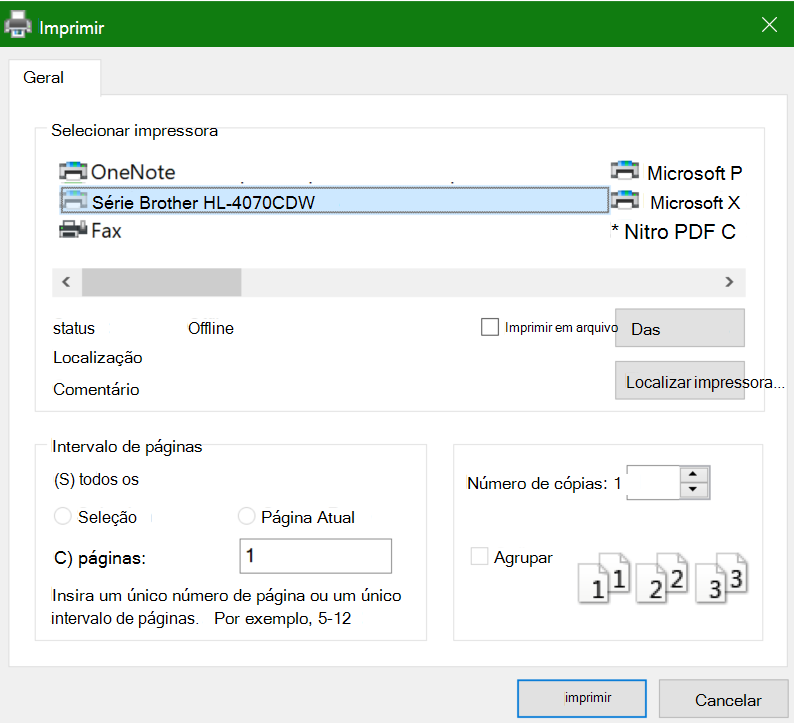 Imprimir
Geral
Selecionar impressora
OneNote
Microsoft P
Série Brother HL-4070CDW
Microsoft X
Fax
* Nitro PDF C
status Offline
Imprimir em arquivo
Das
Localização
Comentário
Localizar impressora...
Intervalo de páginas
(S) todos os
Seleção
Página Atual
C) páginas: 1
Insira um único número de página ou um único
intervalo de páginas. Por exemplo, 5-12
Número de cópias: 1
Agrupar
1 1 2 2 3 3
imprimir
Cancelar